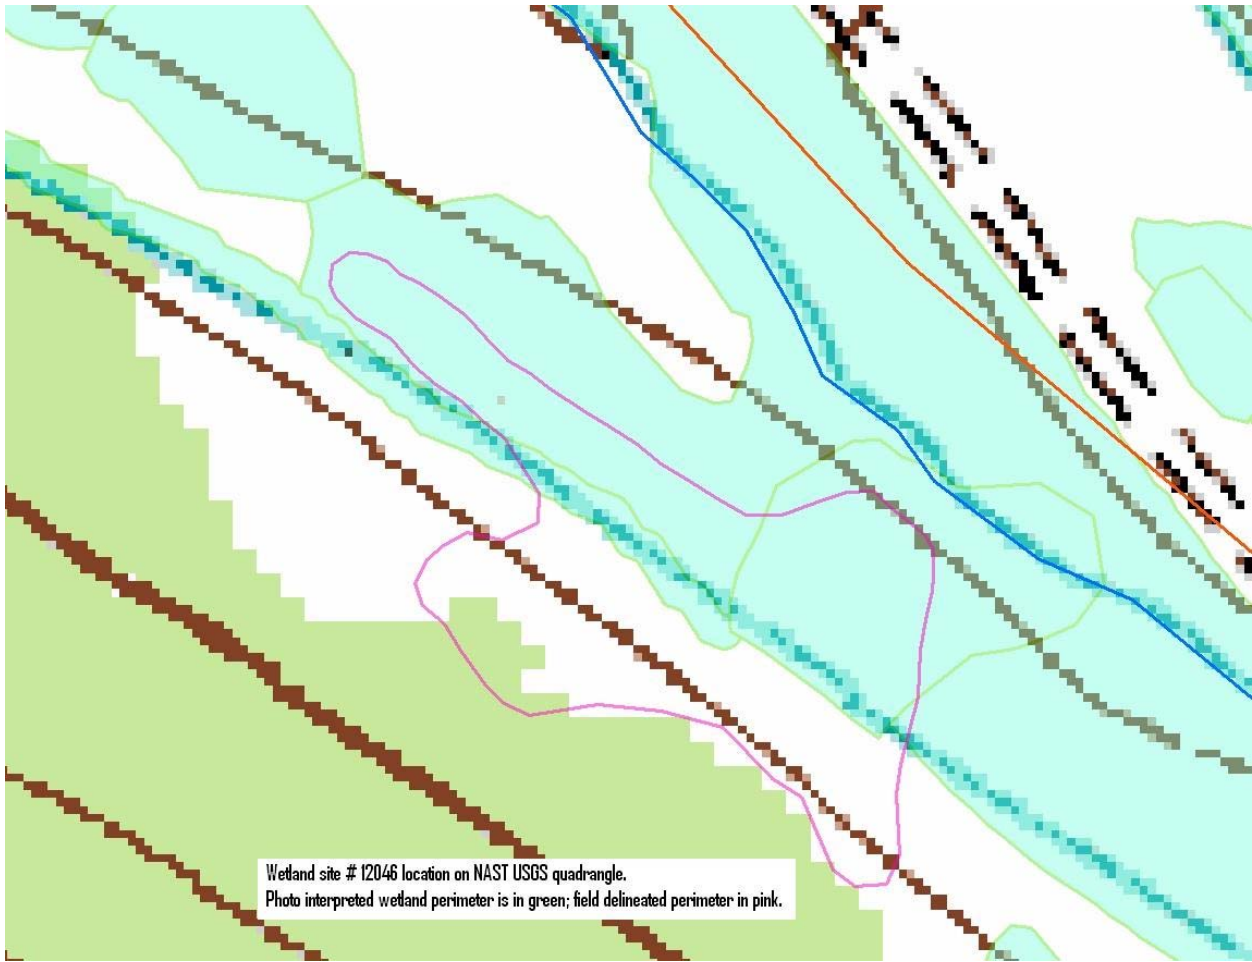 Wetland site # 12046 location on NAST USGS quadrangle.
Photo interpreted wetland perimeter is in green; field delineated perimeter in pink.